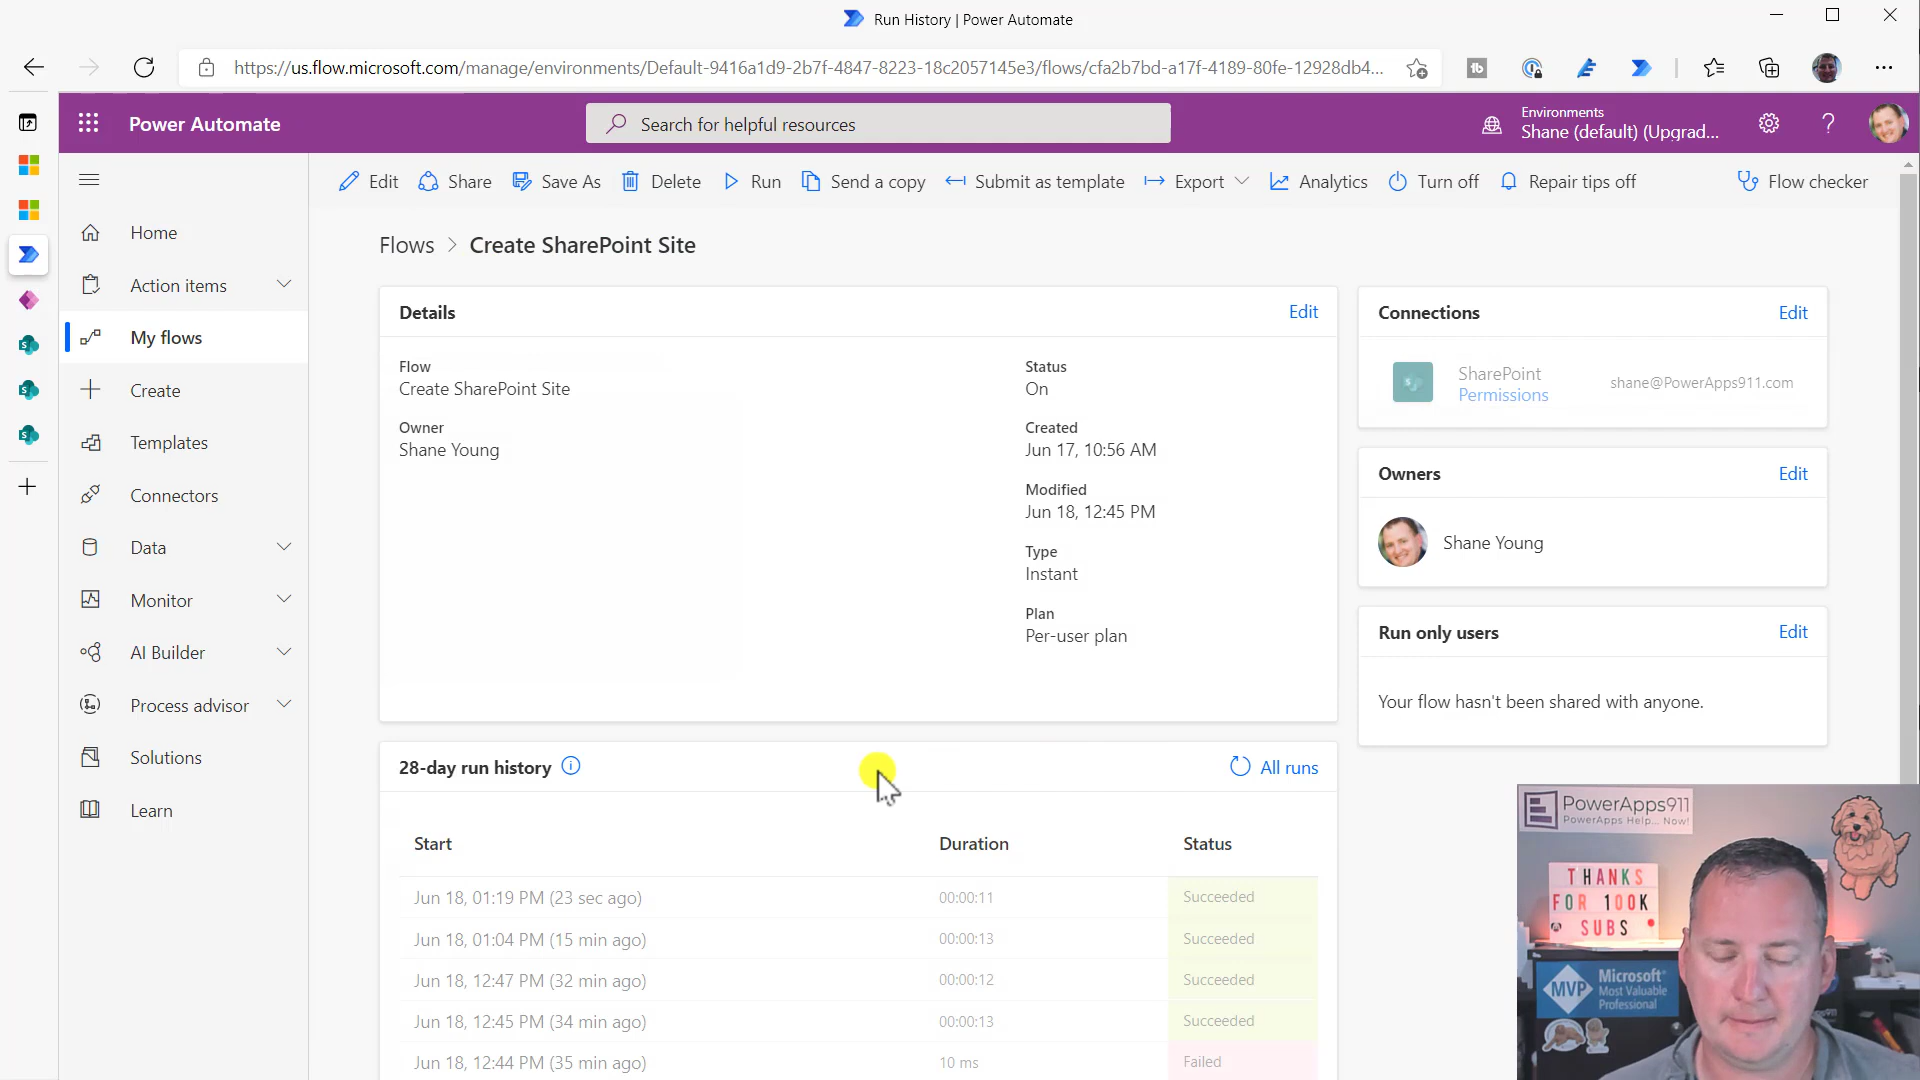 Run History | Power Automate
https://us.flow.microsoft.com/manage/environments/Default-9416a1d9-2b7f-4847-8223-18c2057145e3/flows/cfa2b7bd-a17f-4189-80fe-12928db4...
Power Automate
Search for helpful resources
Environments
Shane (default) (Upgrad...
Edit Share Save As Delete Run Send a copy Submit as template Export Analytics Turn off Repair tips off Flow checker
Home
Action items
My flows
Create
Templates
Connectors
Data
Monitor
AI Builder
Process advisor
Solutions
Learn
Flows > Create SharePoint Site
Details Edit
Flow
Create SharePoint Site
Owner
Shane Young
Status
On
Created
Jun 17, 10:56 AM
Modified
Jun 18, 12:45 PM
Type
Instant
Plan
Per-user plan
Connections Edit
SharePoint
Permissions
shane@PowerApps911.com
Owners Edit
Shane Young
Run only users Edit
Your flow hasn't been shared with anyone.
28-day run history All runs
Start Duration Status
Jun 18, 01:19 PM (23 sec ago) 00:00:11 Succeeded
Jun 18, 01:04 PM (15 min ago) 00:00:13 Succeeded
Jun 18, 12:47 PM (32 min ago) 00:00:12 Succeeded
Jun 18, 12:45 PM (34 min ago) 00:00:13 Succeeded
Jun 18, 12:44 PM (35 min ago) 10 ms Failed
PowerApps911
PowerApps Help... Now!
THANKS
FOR 100K
SUBS
MVP
Microsoft
Most Valuable
Professional